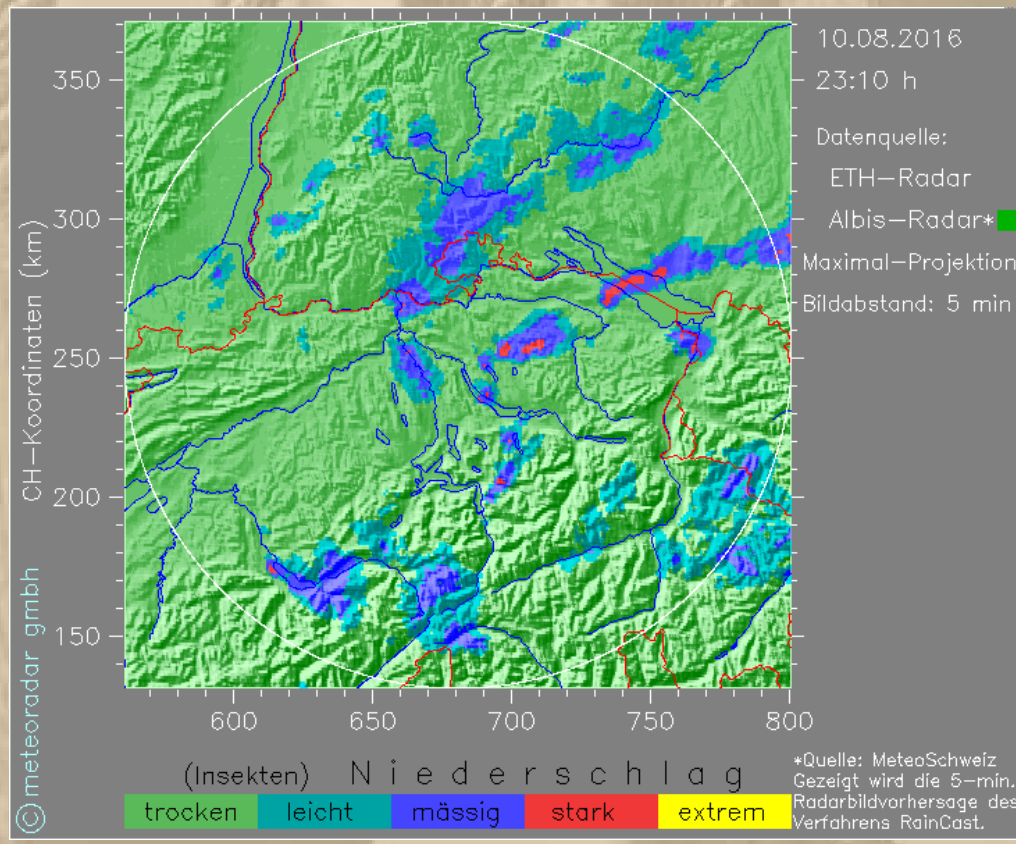 10.08.2016
23:10 h
Datenquelle:
ETH-Radar
Albis-Radar*
Maximal-Projektion
Bildabstand: 5 min
CH-Koordinaten (km)
350
300
250
200
150
600
650
700
750
800
(Insekten) Niederschlag
trocken leicht mässig stark extrem
*Quelle: MeteoSchweiz
Gezeigt wird die 5-min.
Radarbildvorhersage des
Verfahrens RainCast.
©meteoradar gmbh